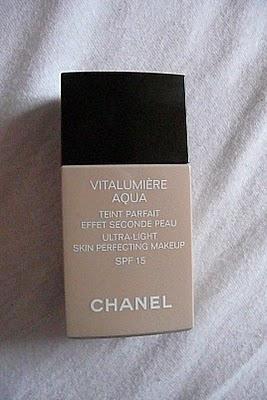 VITALUMIÈRE
AQUA
TEINT PARFAIT
EFFET SECONDE PEAU
ULTRA-LIGHT
SKIN PERFECTING MAKEUP
SPF 15
CHANEL